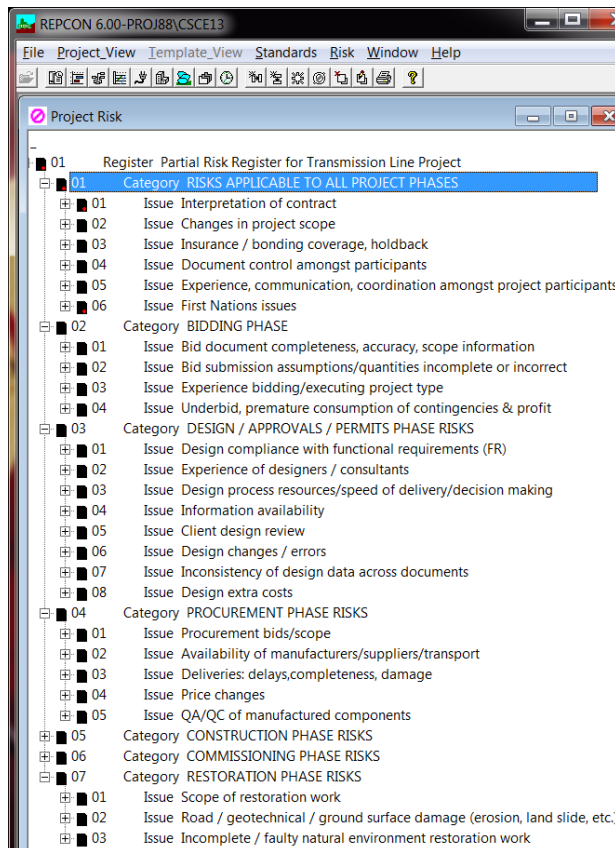 REPCON 6.00-PROJ88\CSCE13
File Project_View Template_View Standards Risk Window Help
Project Risk
01 Register Partial Risk Register for Transmission Line Project
01 Category RISKS APPLICABLE TO ALL PROJECT PHASES
01 Issue Interpretation of contract
02 Issue Changes in project scope
03 Issue Insurance / bonding coverage, holdback
04 Issue Document control amongst participants
05 Issue Experience, communication, coordination amongst project participants
06 Issue First Nations issues
02 Category BIDDING PHASE
01 Issue Bid document completeness, accuracy, scope information
02 Issue Bid submission assumptions/quantities incomplete or incorrect
03 Issue Experience bidding/executing project type
04 Issue Underbid, premature consumption of contingencies & profit
03 Category DESIGN / APPROVALS / PERMITS PHASE RISKS
01 Issue Design compliance with functional requirements (FR)
02 Issue Experience of designers / consultants
03 Issue Design process resources/speed of delivery/decision making
04 Issue Information availability
05 Issue Client design review
06 Issue Design changes / errors
07 Issue Inconsistency of design data across documents
08 Issue Design extra costs
04 Category PROCUREMENT PHASE RISKS
01 Issue Procurement bids/scope
02 Issue Availability of manufacturers/suppliers/transport
03 Issue Deliveries: delays,completeness, damage
04 Issue Price changes
05 Issue QA/QC of manufactured components
05 Category CONSTRUCTION PHASE RISKS
06 Category COMMISSIONING PHASE RISKS
07 Category RESTORATION PHASE RISKS
01 Issue Scope of restoration work
02 Issue Road / geotechnical / ground surface damage (erosion, land slide, etc.)
03 Issue Incomplete / faulty natural environment restoration work